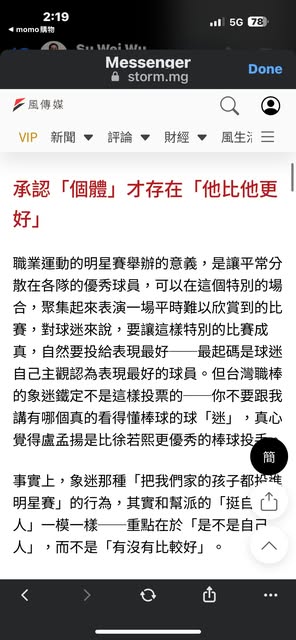 2:19
5G 78
momo購物
Su Wei Wu
Messenger
storm.mg
Done
風傳媒
VIP 新聞 評論 財經 風生活
承認「個體」才存在「他比他更
好」
職業運動的明星賽舉辦的意義，是讓平常分
散在各隊的優秀球員，可以在這個特別的場
合，聚集起來表演一場平時難以欣賞到的比
賽，對球迷來說，要讓這樣特別的比賽成
真，自然要投給表現最好──最起碼是球迷
自己主觀認為表現最好的球員。但台灣職棒
的象迷鐵定不是這樣投票的──你不要跟我
講有哪個真的看得懂棒球的球「迷」，真心
覺得盧孟揚是比徐若熙更優秀的棒球投手。
簡
事實上，象迷那種「把我們家的孩子都投進
明星賽」的行為，其實和幫派的「挺自己
人」一模一樣──重點在於「是不是自己
人」，而不是「有沒有比較好」。